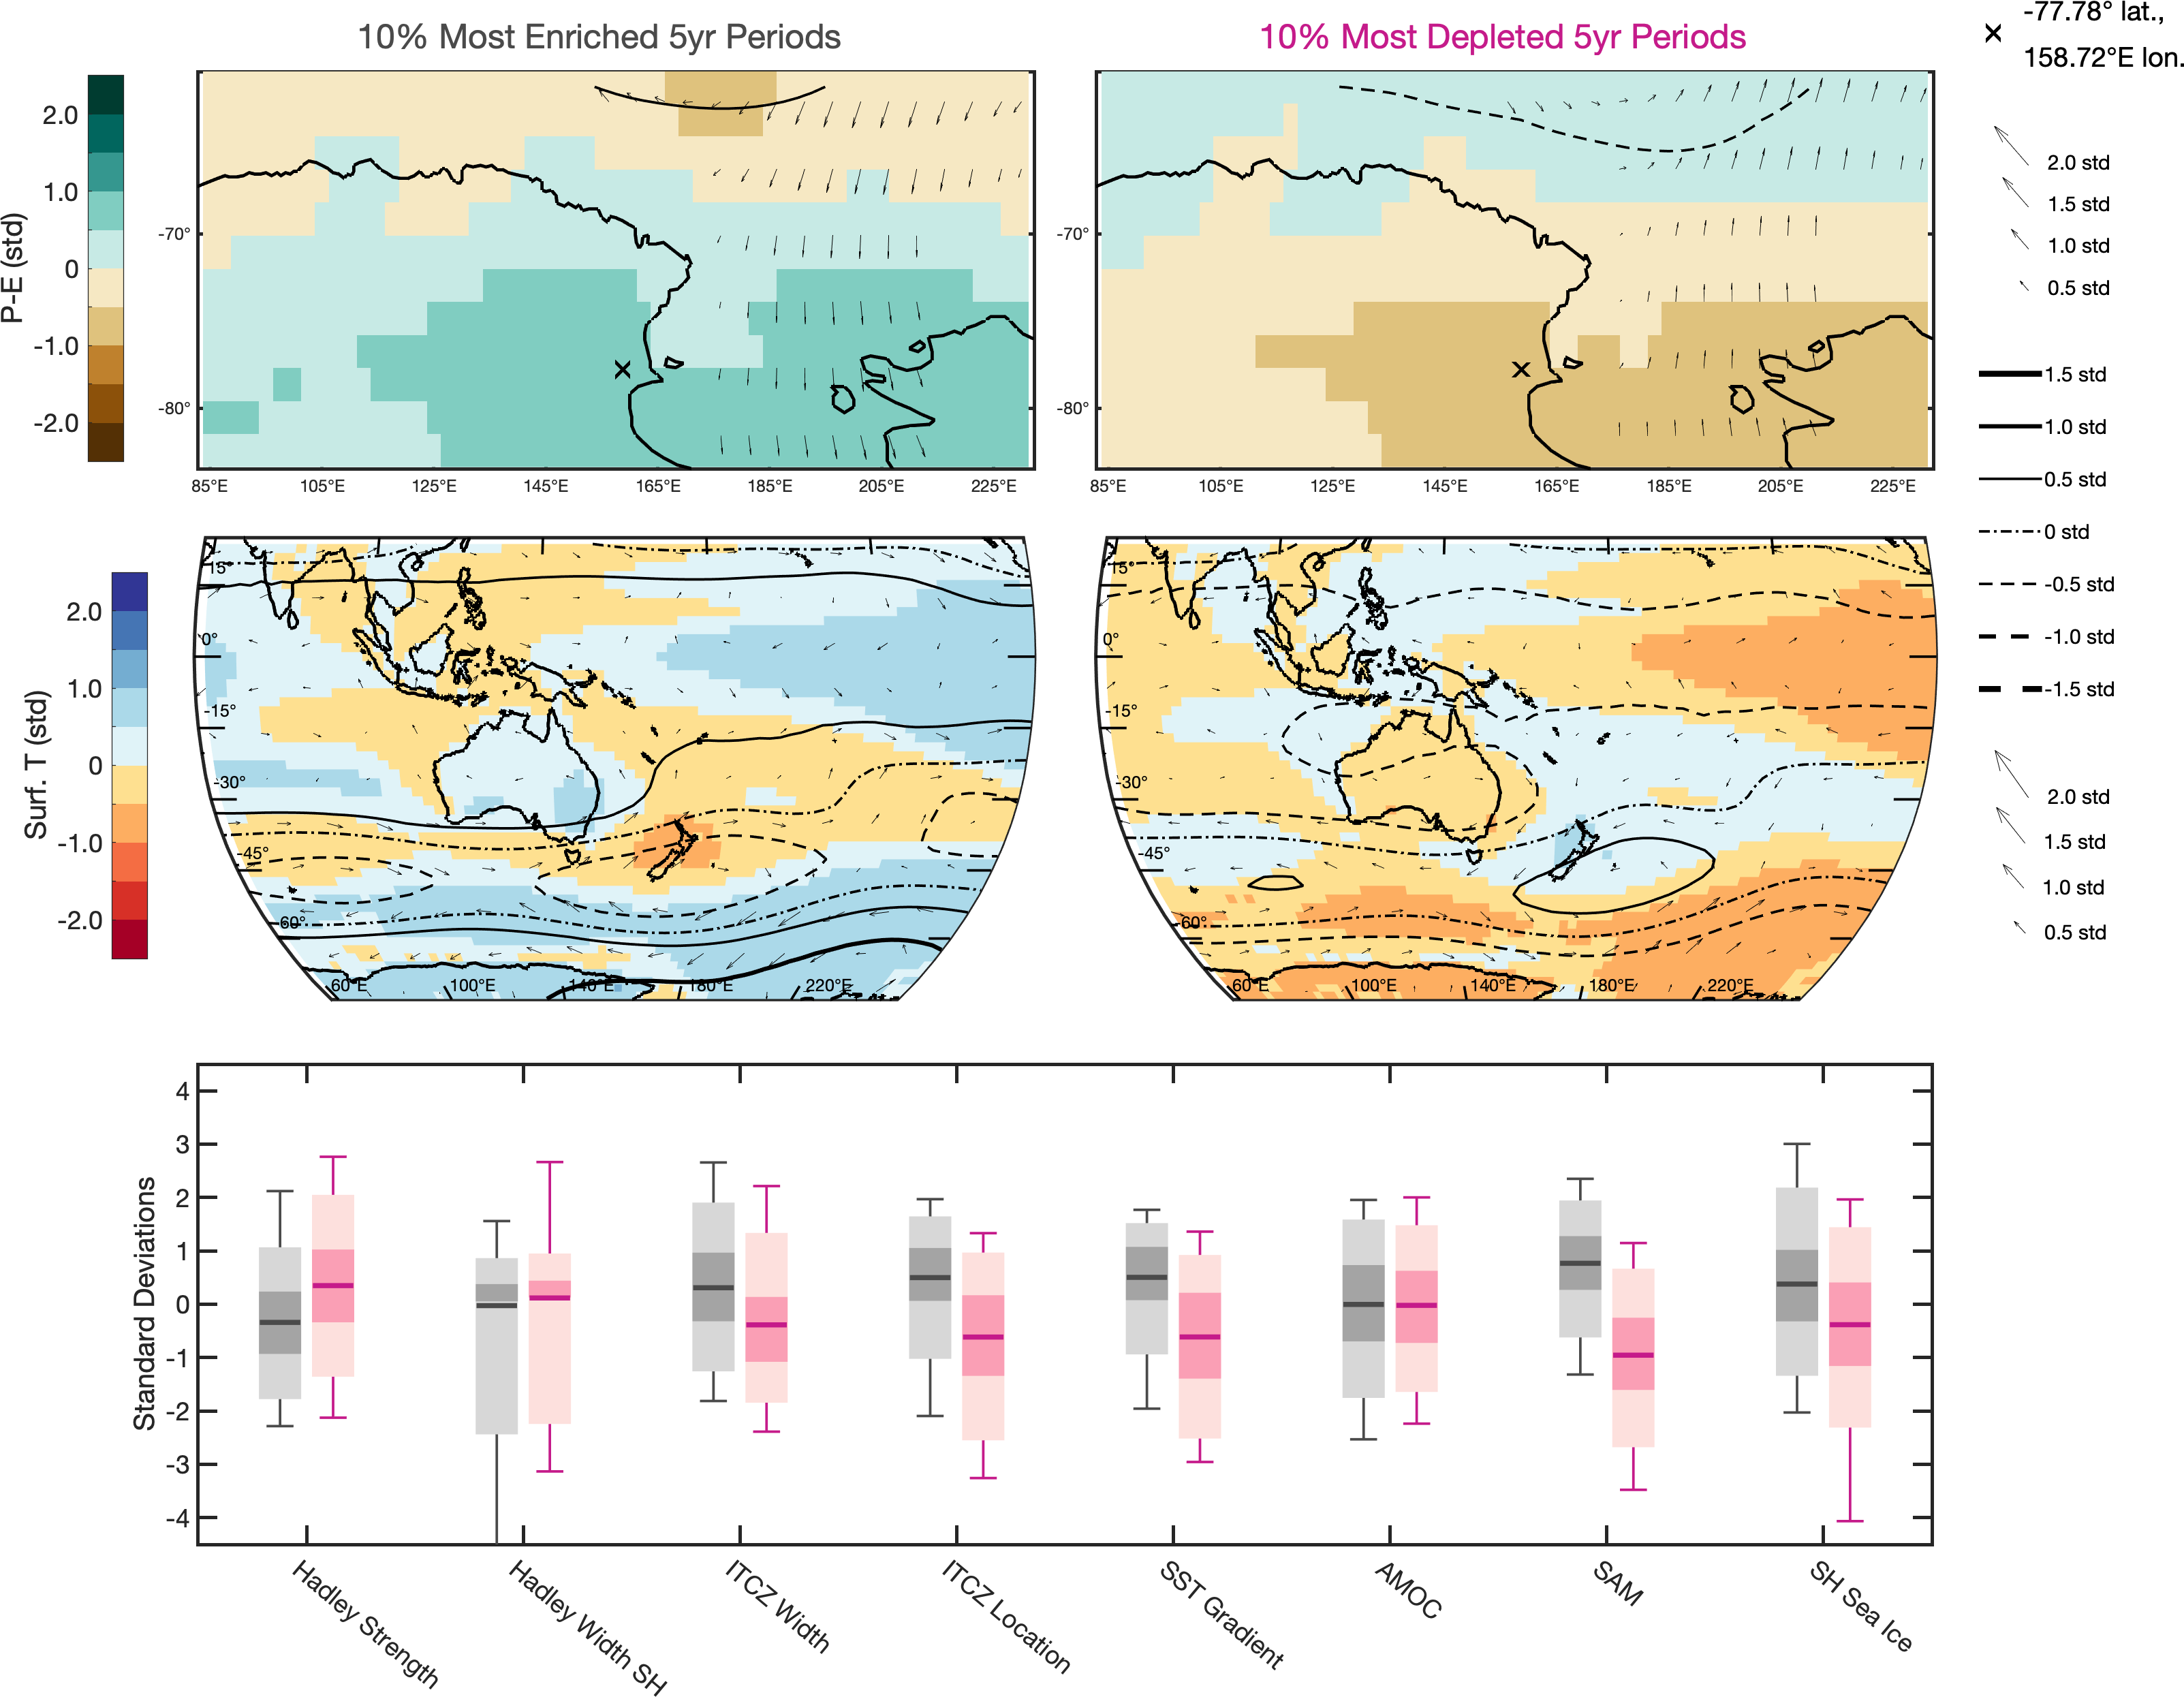 10% Most Enriched 5yr Periods
10% Most Depleted 5yr Periods
-77.78° lat.,
158.72°E lon.
P-E (std)
2.0
1.0
0
-1.0
-2.0
-70°
-80°
85°E 105°E 125°E 145°E 165°E 185°E 205°E 225°E
-70°
-80°
85°E 105°E 125°E 145°E 165°E 185°E 205°E 225°E
2.0 std
1.5 std
1.0 std
0.5 std
1.5 std
1.0 std
0.5 std
0 std
-0.5 std
-1.0 std
-1.5 std
2.0 std
1.5 std
1.0 std
0.5 std
Surf. T (std)
2.0
1.0
0
-1.0
-2.0
15°
0°
-15°
-30°
-45°
-60°
60°E 100°E 140°E 180°E 220°E
15°
0°
-15°
-30°
-45°
-60°
60°E 100°E 140°E 180°E 220°E
Standard Deviations
4
3
2
1
0
-1
-2
-3
-4
Hadley Strength
Hadley Width SH
ITCZ Width
ITCZ Location
SST Gradient
AMOC
SAM
SH Sea Ice